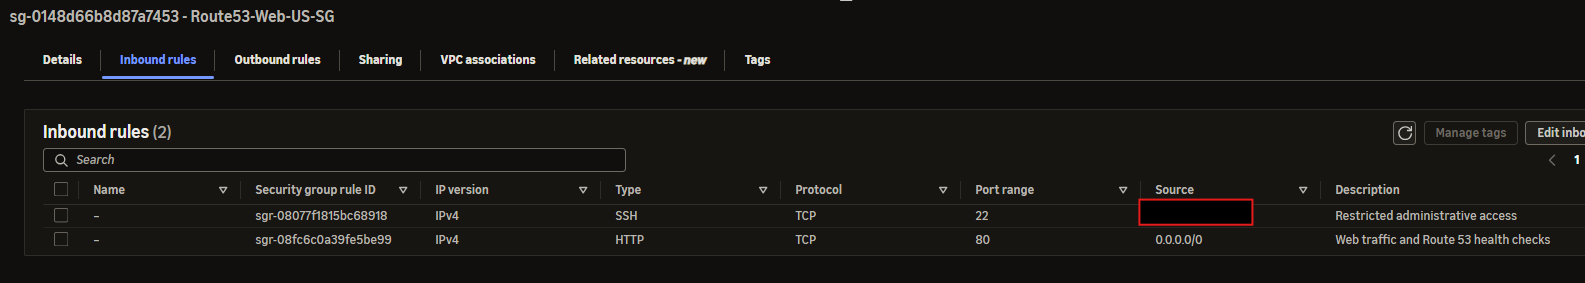 sg-0148d66b8d87a7453 - Route53-Web-US-SG
Details Inbound rules Outbound rules Sharing VPC associations Related resources - new Tags
Inbound rules (2)
Manage tags Edit inbo
Search
1
Name Security group rule ID IP version Type Protocol Port range Source Description
– sgr-08077f1815bc68918 IPv4 SSH TCP 22 Restricted administrative access
– sgr-08fc6c0a39fe5be99 IPv4 HTTP TCP 80 0.0.0.0/0 Web traffic and Route 53 health checks